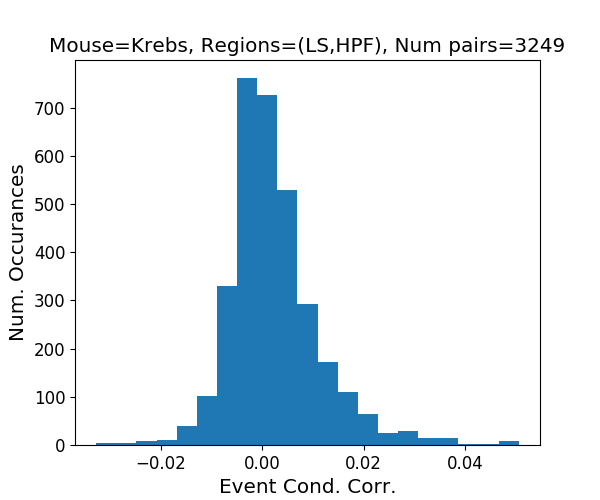 Mouse=Krebs, Regions=(LS,HPF), Num pairs=3249
Num. Occurances
700
600
500
400
300
200
100
0
−0.02 0.00 0.02 0.04
Event Cond. Corr.